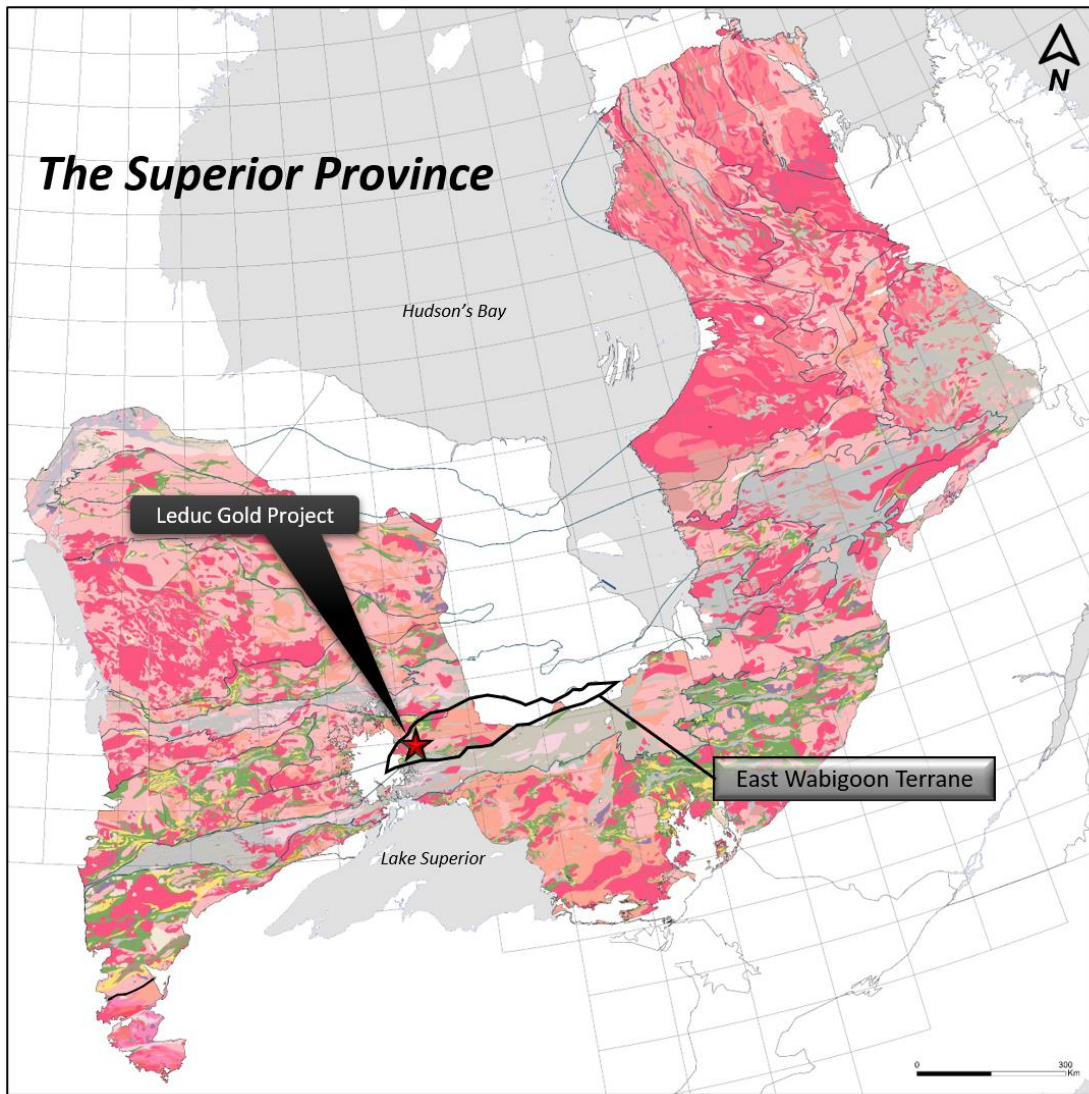 N
The Superior Province
Hudson's Bay
Leduc Gold Project
East Wabigoon Terrane
Lake Superior
0 300
Km